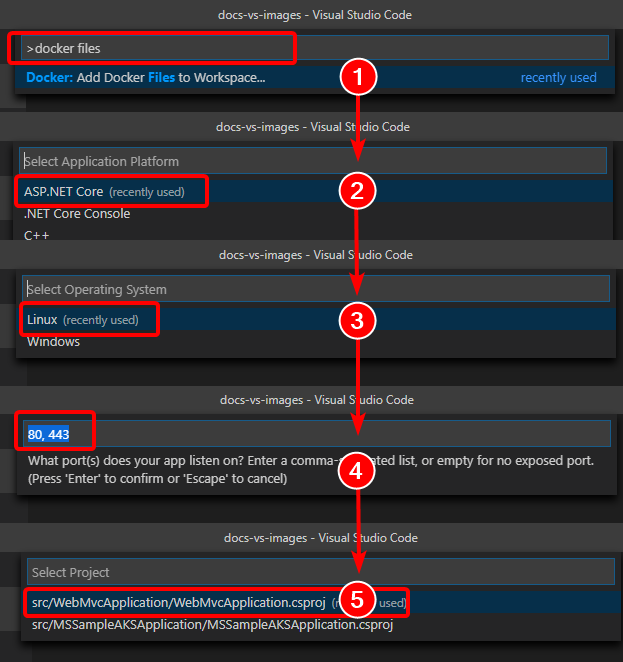 docs-vs-images - Visual Studio Code
>docker files
Docker: Add Docker Files to Workspace... recently used
1
docs-vs-images - Visual Studio Code
Select Application Platform
ASP.NET Core (recently used)
2
.NET Core Console
C++
docs-vs-images - Visual Studio Code
Select Operating System
Linux (recently used)
3
Windows
docs-vs-images - Visual Studio Code
80, 443
What port(s) does your app listen on? Enter a comma-s ated list, or empty for no exposed port.
(Press 'Enter' to confirm or 'Escape' to cancel)
4
docs-vs-images - Visual Studio Code
Select Project
src/WebMvcApplication/WebMvcApplication.csproj used)
5
src/MSSampleAKSApplication/MSSampleAKSApplication.csproj